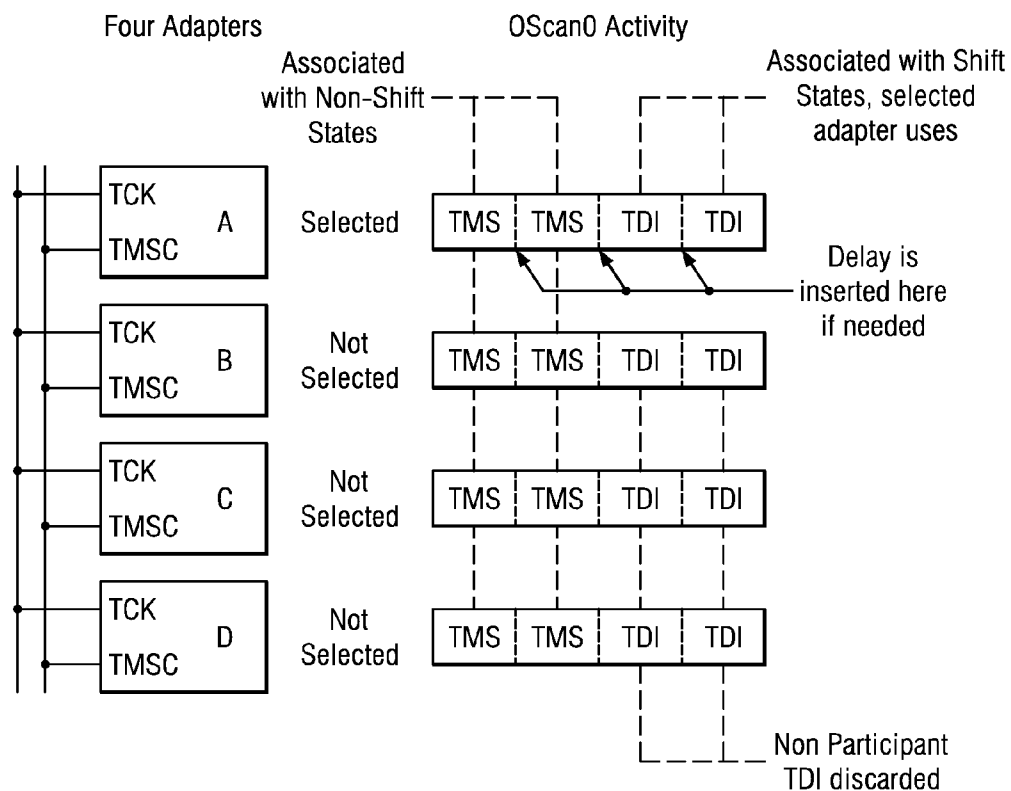 Four Adapters
OScan0 Activity
Associated
with Non-Shift
States
Associated with Shift
States, selected
adapter uses
TCK
A
TMSC
Selected
TMS TMS TDI TDI
Delay is
inserted here
if needed
TCK
B
TMSC
Not
Selected
TMS TMS TDI TDI
TCK
C
TMSC
Not
Selected
TMS TMS TDI TDI
TCK
D
TMSC
Not
Selected
TMS TMS TDI TDI
Non Participant
TDI discarded